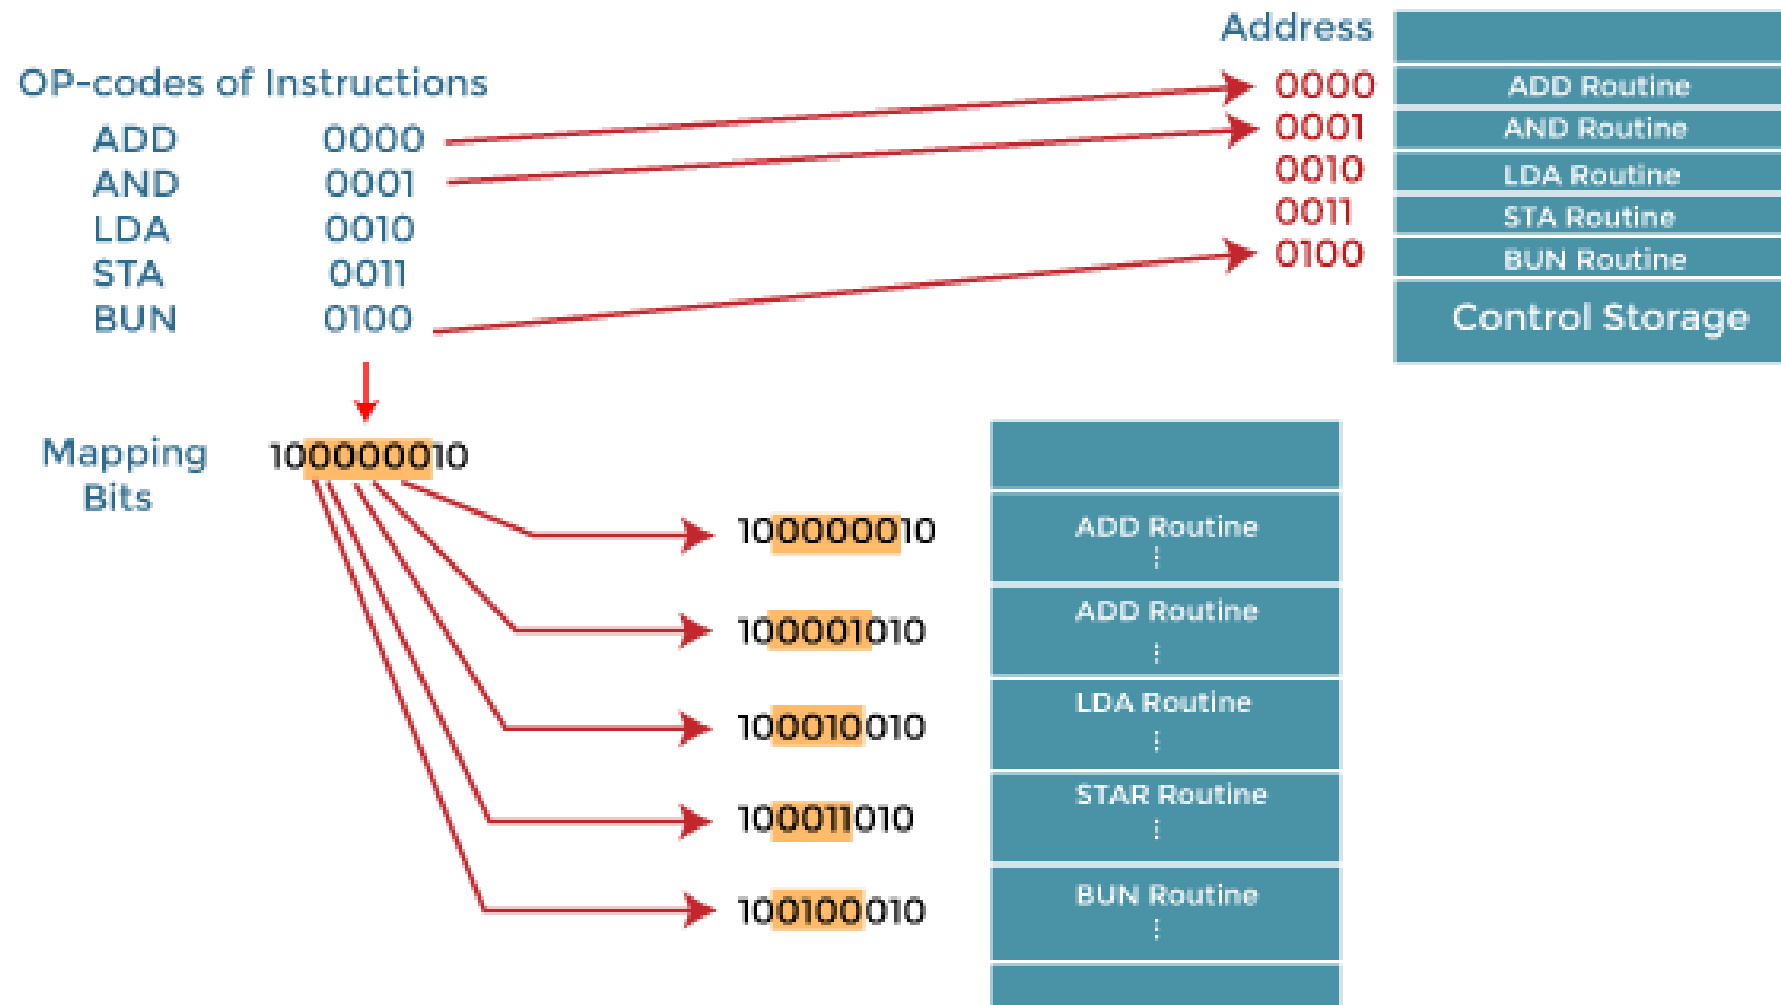 Address
OP-codes of Instructions
0000 ADD Routine
ADD 0000
0001 AND Routine
AND 0001
0010 LDA Routine
LDA 0010
0011 STA Routine
STA 0011
0100 BUN Routine
BUN 0100
Control Storage
Mapping
Bits
100000010
100000010 ADD Routine
100001010 ADD Routine
100010010 LDA Routine
100011010 STAR Routine
100100010 BUN Routine